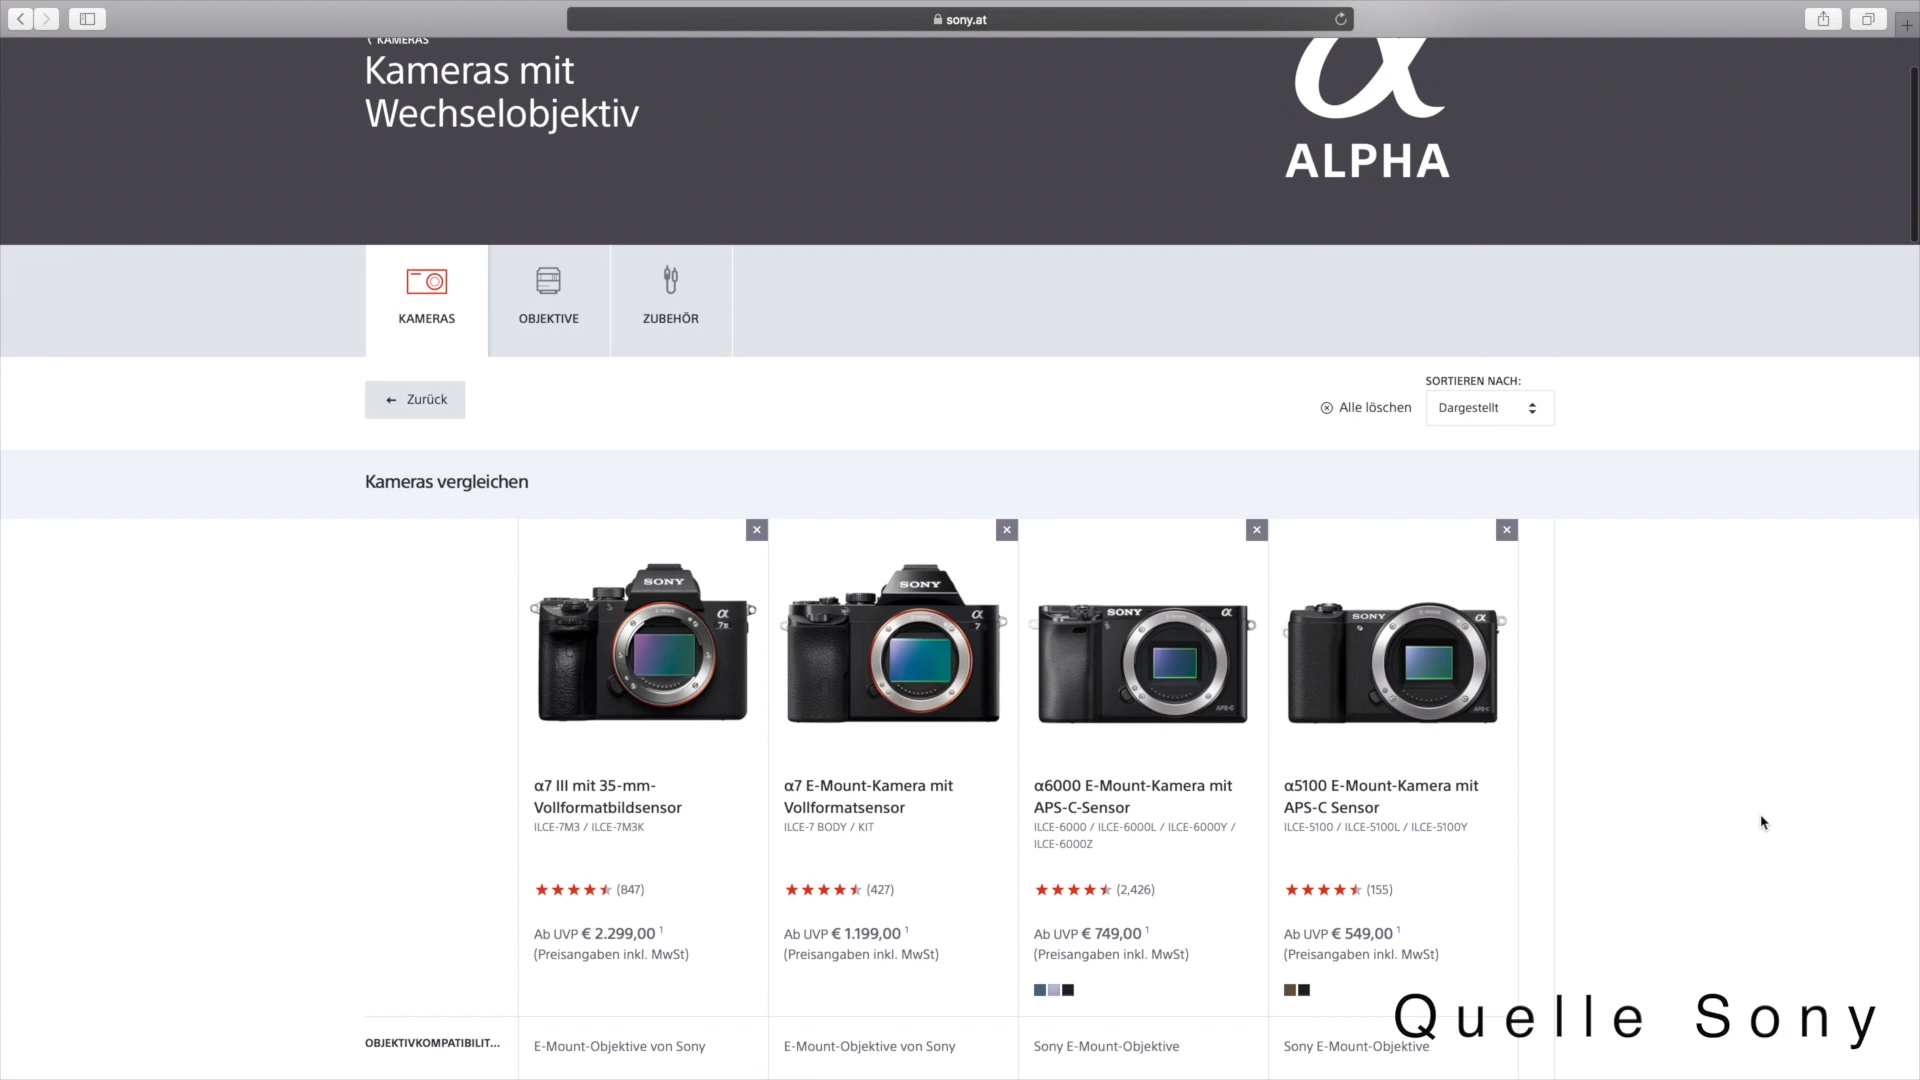 sony.at
KAMERAS
Kameras mit
Wechselobjektiv
α
ALPHA
KAMERAS
OBJEKTIVE
ZUBEHÖR
Zurück
Alle löschen
SORTIEREN NACH:
Dargestellt
Kameras vergleichen
SONY
α
7III
SONY
α
7
SONY
α
APS-C
SONY
α
APS-C
α7 III mit 35-mm-
Vollformatbildsensor
ILCE-7M3 / ILCE-7M3K
(847)
Ab UVP € 2.299,00 1
(Preisangaben inkl. MwSt)
α7 E-Mount-Kamera mit
Vollformatsensor
ILCE-7 BODY / KIT
(427)
Ab UVP € 1.199,00 1
(Preisangaben inkl. MwSt)
α6000 E-Mount-Kamera mit
APS-C-Sensor
ILCE-6000 / ILCE-6000L / ILCE-6000Y /
ILCE-6000Z
(2,426)
Ab UVP € 749,00 1
(Preisangaben inkl. MwSt)
α5100 E-Mount-Kamera mit
APS-C Sensor
ILCE-5100 / ILCE-5100L / ILCE-5100Y
(155)
Ab UVP € 549,00 1
(Preisangaben inkl. MwSt)
OBJEKTIVKOMPATIBILIT...
E-Mount-Objektive von Sony
E-Mount-Objektive von Sony
Sony E-Mount-Objektive
Sony E-Mount-Objektive
Quelle Sony